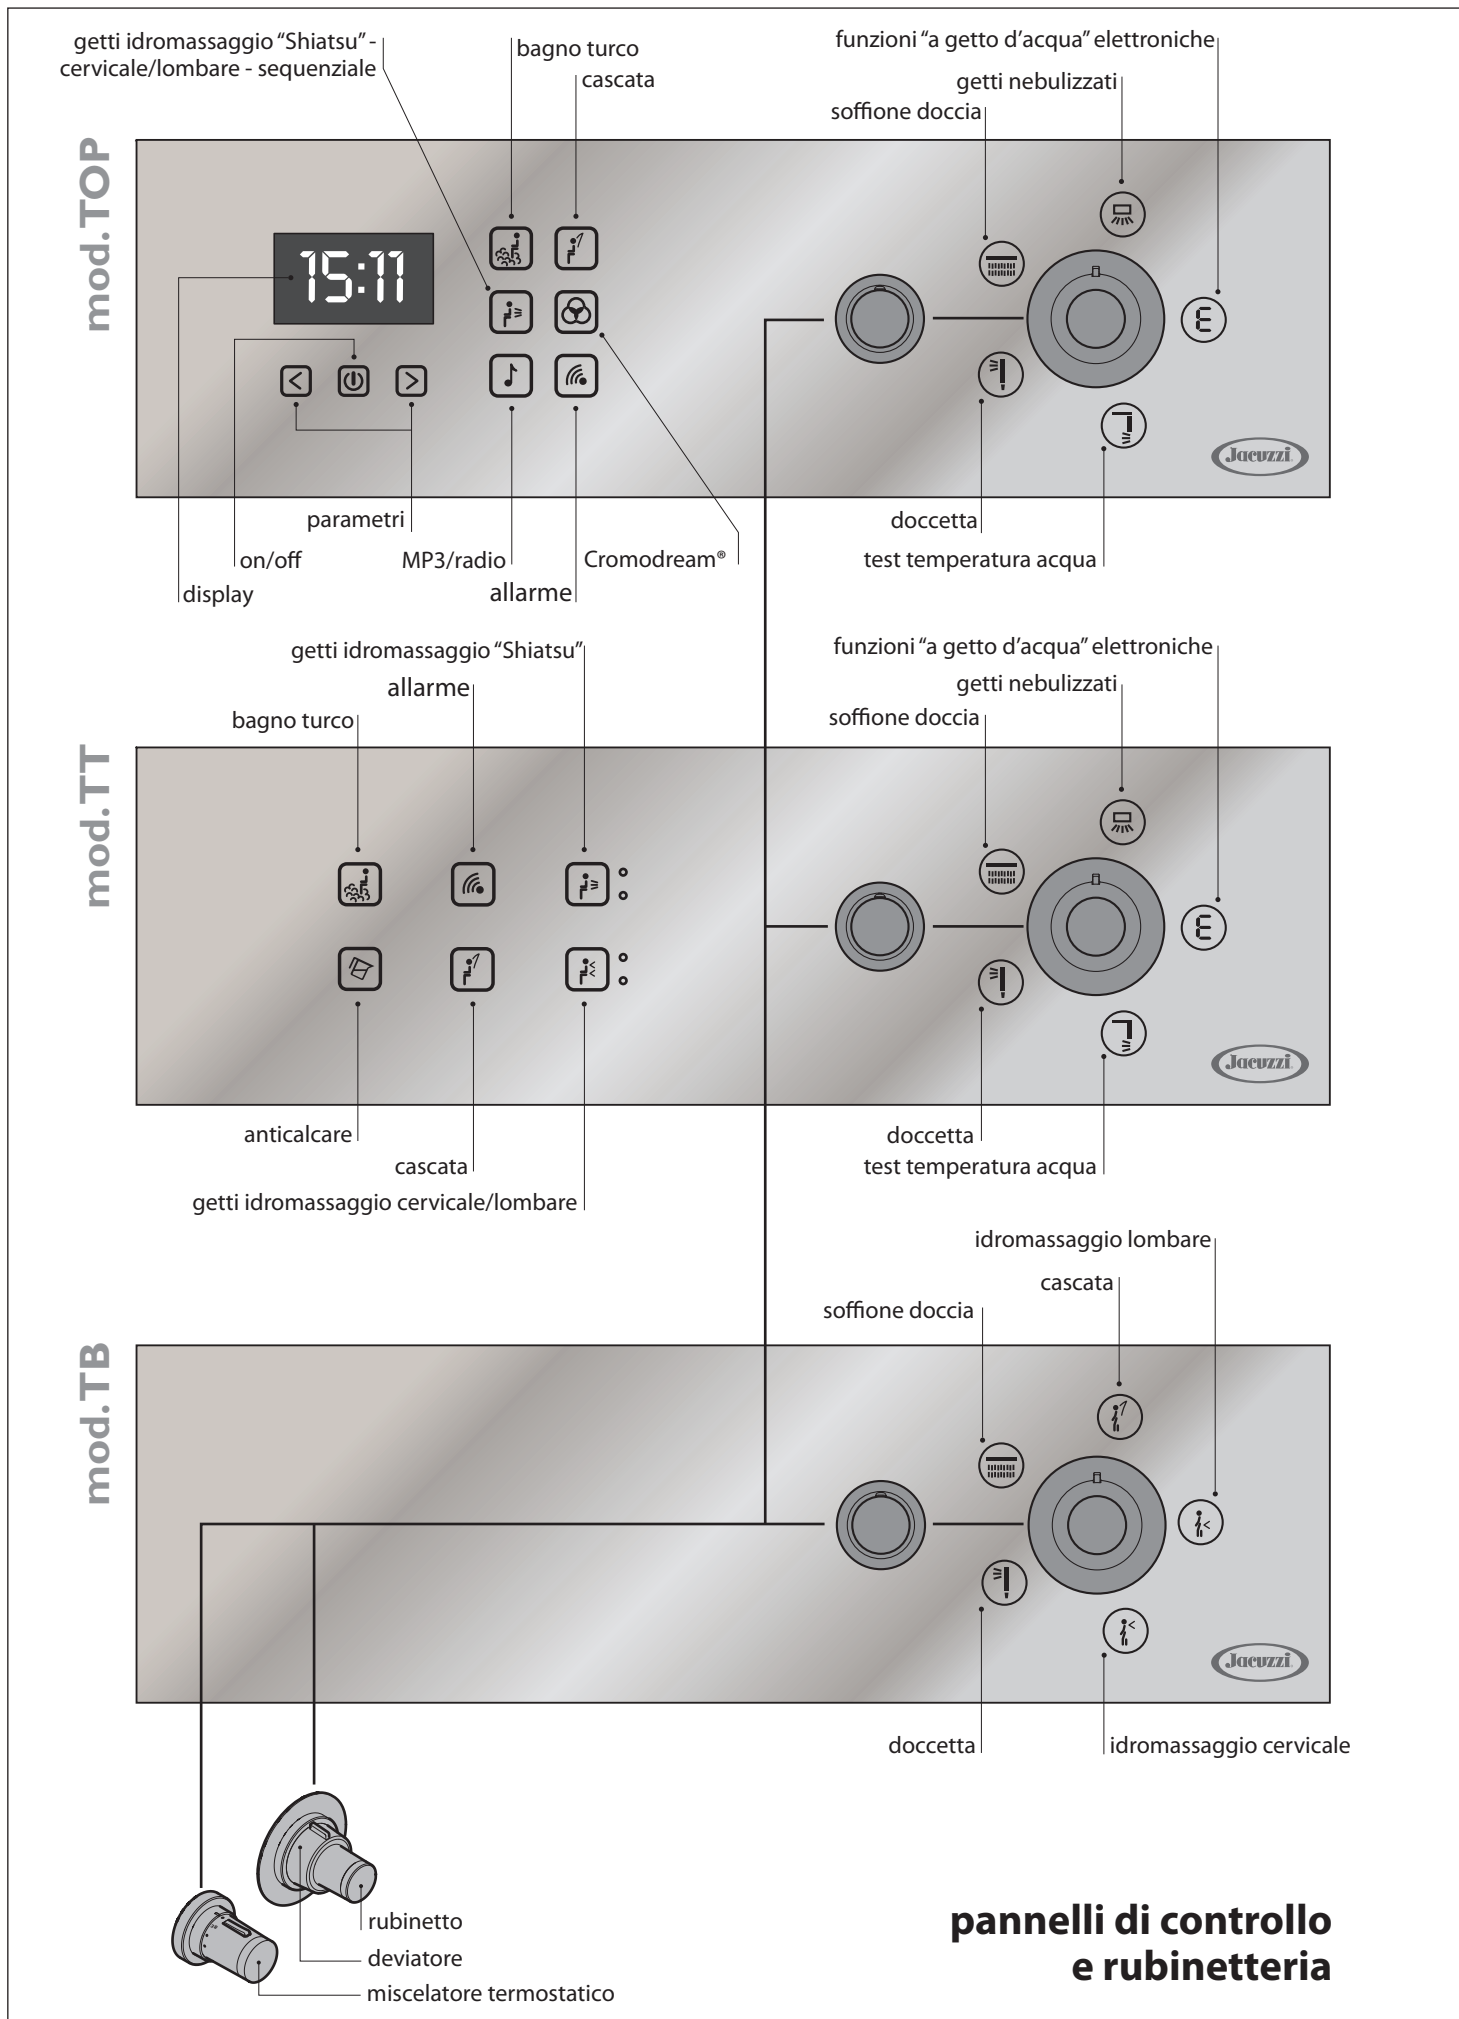 getti idromassaggio “Shiatsu” -
cervicale/lombare - sequenziale
bagno turco
cascata
funzioni “a getto d’acqua” elettroniche
getti nebulizzati
soffione doccia
mod. TOP
15:11
E
Jacuzzi
parametri
on/off
display
MP3/radio
allarme
Cromodream®
doccetta
test temperatura acqua
getti idromassaggio “Shiatsu”
allarme
bagno turco
funzioni “a getto d’acqua” elettroniche
getti nebulizzati
soffione doccia
mod. TT
E
Jacuzzi
anticalcare
cascata
getti idromassaggio cervicale/lombare
doccetta
test temperatura acqua
idromassaggio lombare
cascata
soffione doccia
mod. TB
Jacuzzi
doccetta
idromassaggio cervicale
rubinetto
deviatore
miscelatore termostatico
pannelli di controllo
e rubinetteria